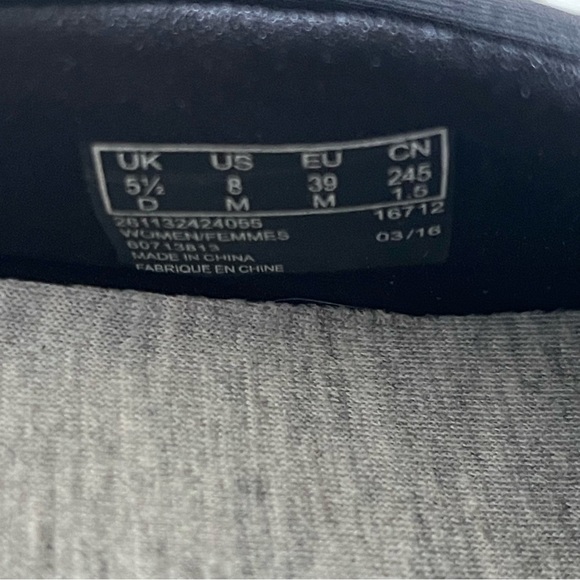 UK US EU CN
5½ 8 39 245
D M M 1.5
261132424055 16712
WOMEN/FEMMES 03/16
60713813
MADE IN CHINA
FABRIQUE EN CHINE